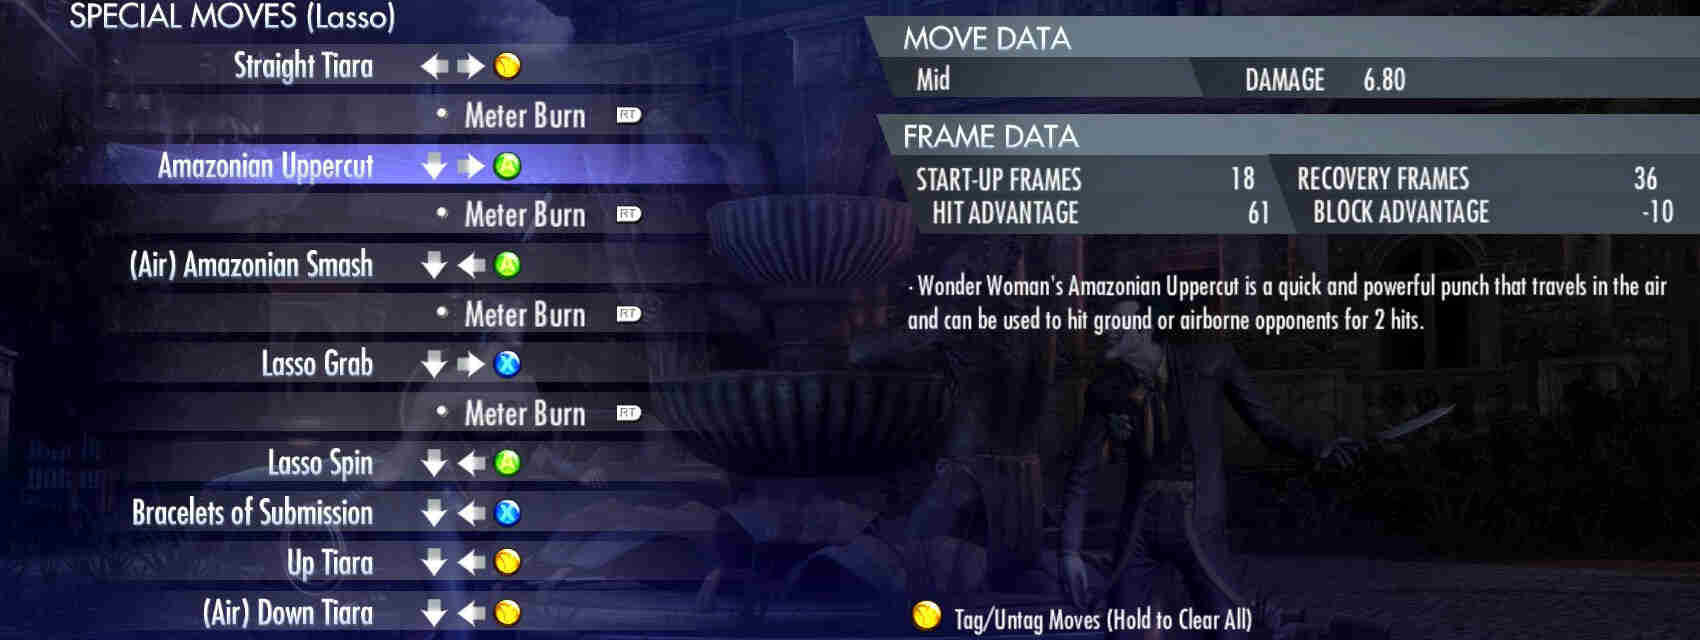 SPECIAL MOVES (Lasso)
Straight Tiara Y
Meter Burn RT
Amazonian Uppercut A
Meter Burn RT
(Air) Amazonian Smash A
Meter Burn RT
Lasso Grab X
Meter Burn RT
Lasso Spin A
Bracelets of Submission X
Up Tiara Y
(Air) Down Tiara Y
MOVE DATA
Mid DAMAGE 6.80
FRAME DATA
START-UP FRAMES 18 RECOVERY FRAMES 36
HIT ADVANTAGE 61 BLOCK ADVANTAGE -10
· Wonder Woman's Amazonian Uppercut is a quick and powerful punch that travels in the air
and can be used to hit ground or airborne opponents for 2 hits.
Y Tag/Untag Moves (Hold to Clear All)